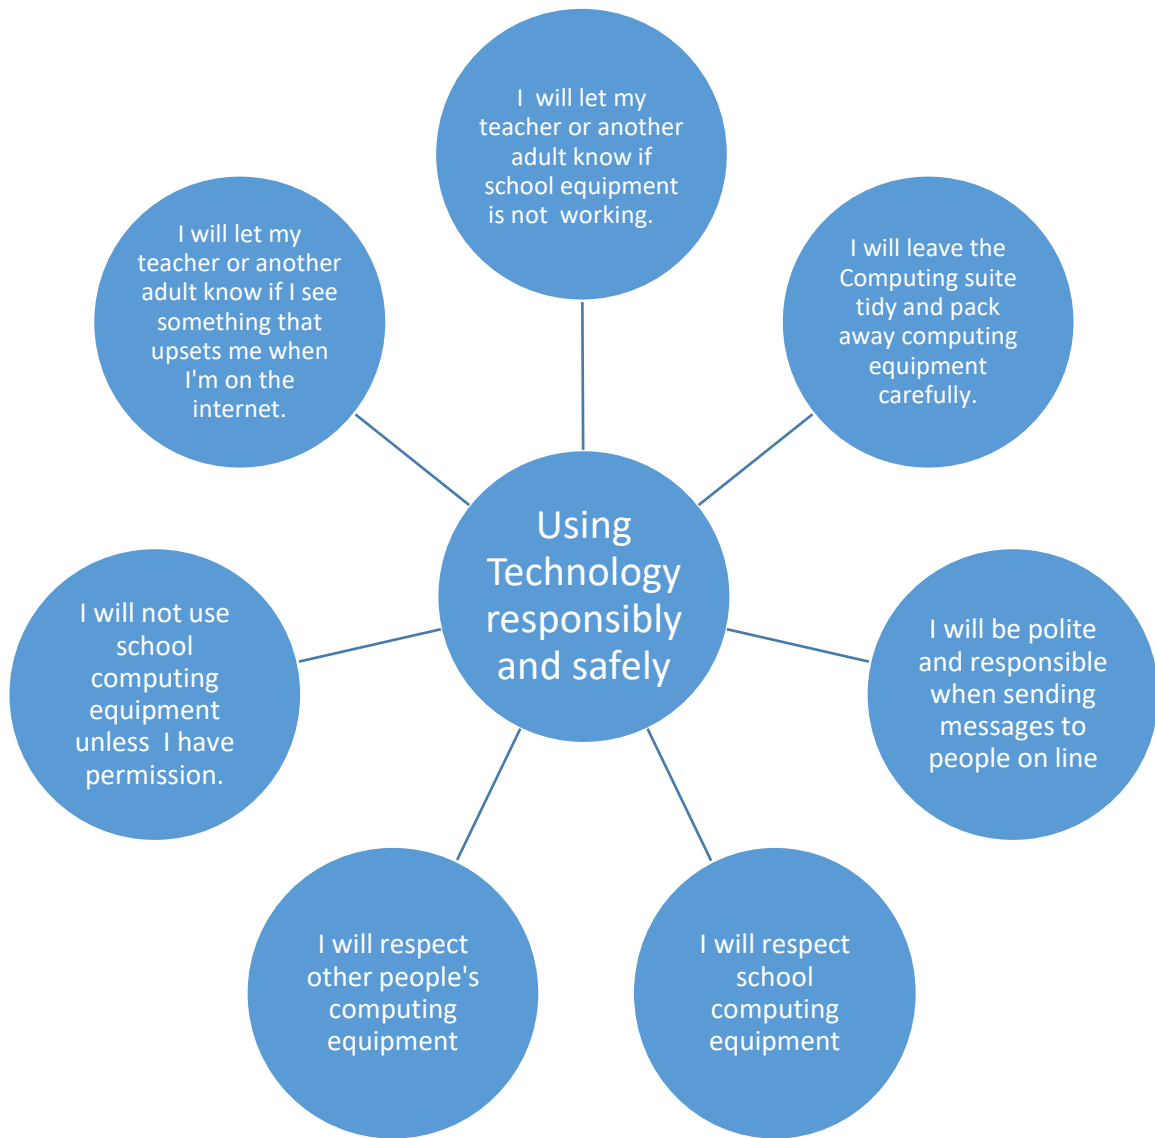 I will let my
teacher or another
adult know if
school equipment
is not working.
I will leave the
Computing suite
tidy and pack
away computing
equipment
carefully.
I will be polite
and responsible
when sending
messages to
people on line
I will respect
school
computing
equipment
I will respect
other people's
computing
equipment
I will not use
school
computing
equipment
unless I have
permission.
I will let my
teacher or another
adult know if I see
something that
upsets me when
I'm on the
internet.
Using
Technology
responsibly
and safely